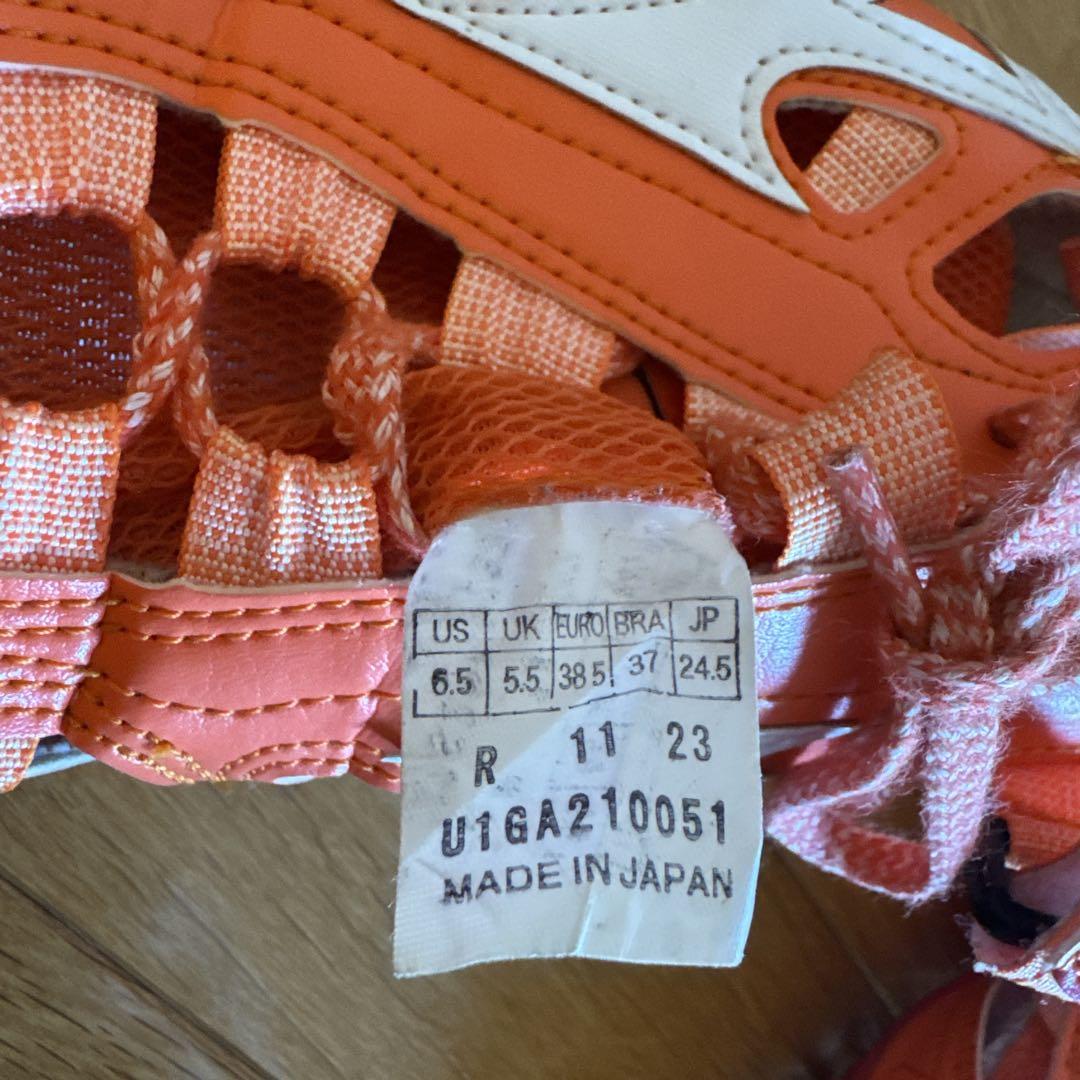 US UK EURO BRA JP
6.5 5.5 38 5 37 24.5
R 11 23
U1GA210051
MADE IN JAPAN